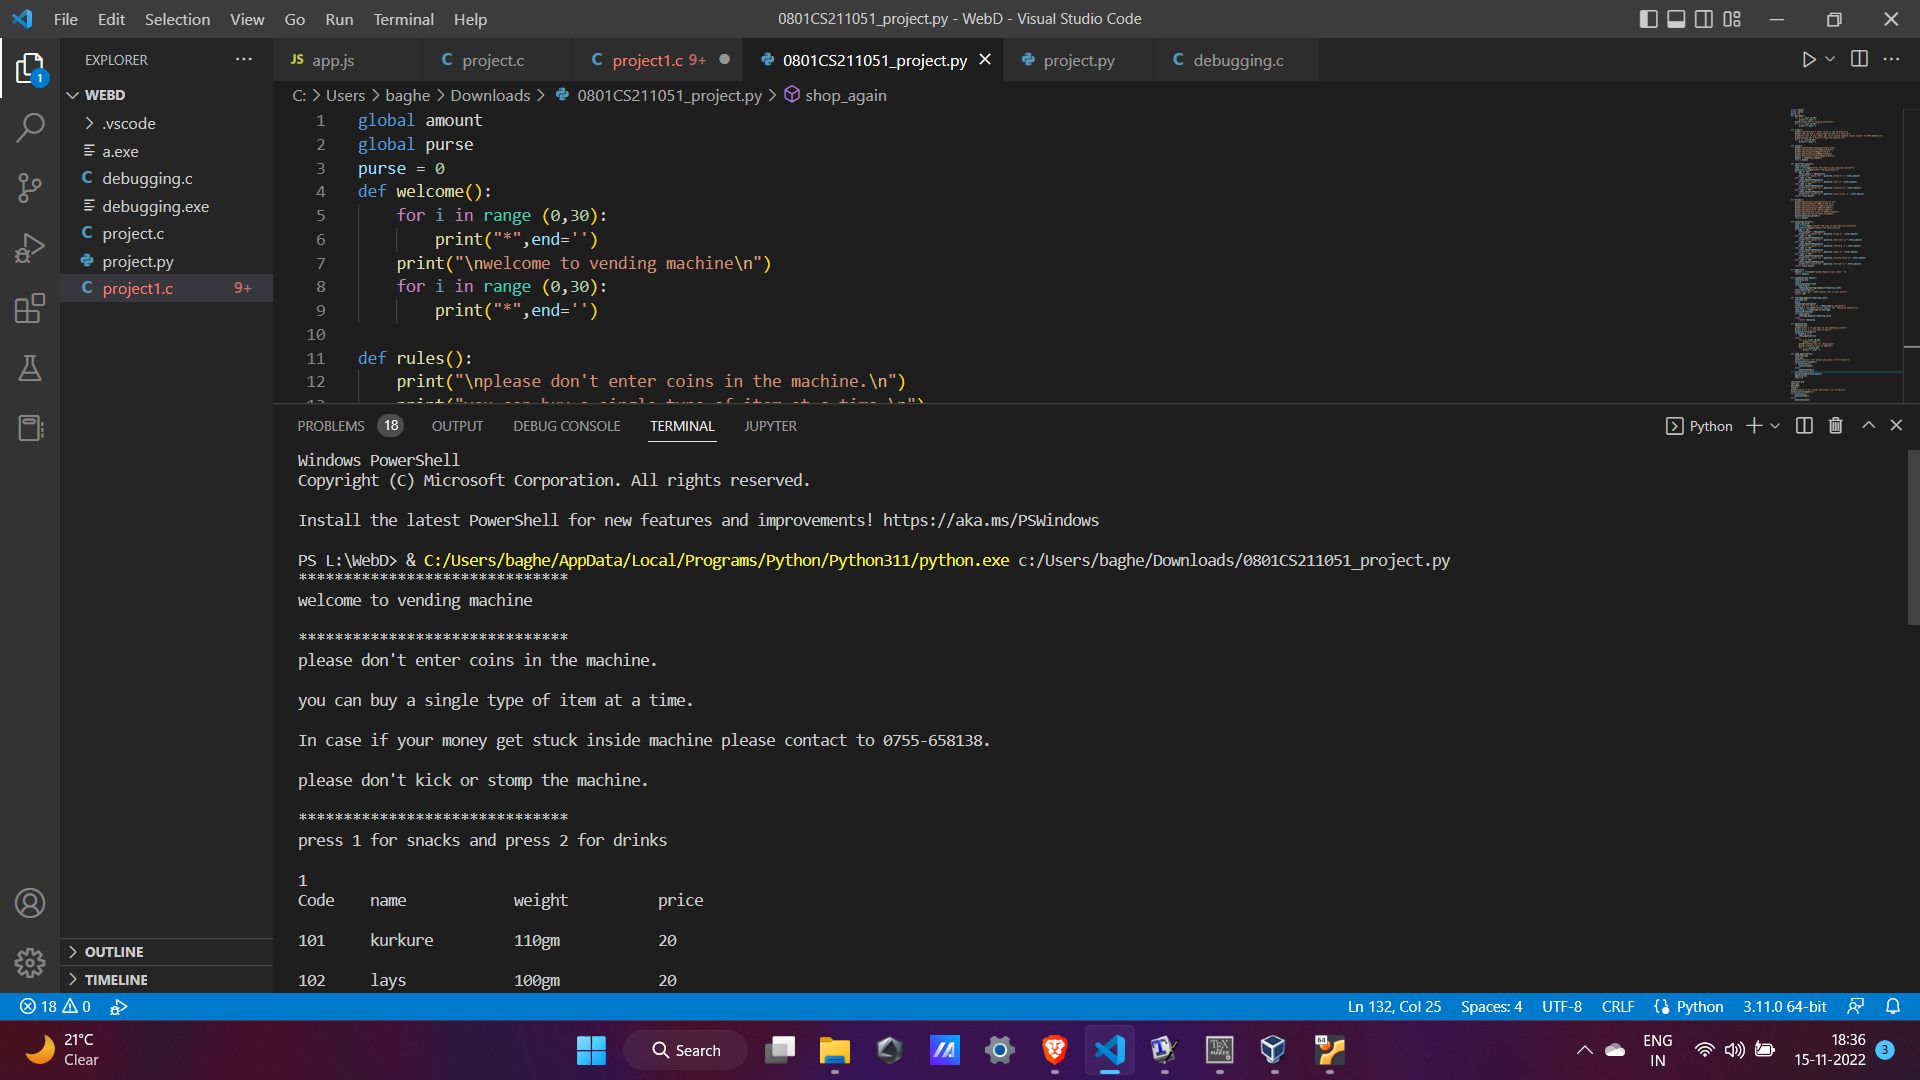 File Edit Selection View Go Run Terminal Help
0801CS211051_project.py - WebD - Visual Studio Code
EXPLORER
JS app.js
C project.c
C project1.c 9+
0801CS211051_project.py
project.py
C debugging.c
C: > Users > baghe > Downloads > 0801CS211051_project.py > shop_again
1
WEBD
.vscode
a.exe
C debugging.c
debugging.exe
C project.c
project.py
C project1.c 9+
OUTLINE
TIMELINE
1 global amount
2 global purse
3 purse = 0
4 def welcome():
5 for i in range (0,30):
6 print("*",end='')
7 print("\nwelcome to vending machine\n")
8 for i in range (0,30):
9 print("*",end='')
10
11 def rules():
12 print("\nplease don't enter coins in the machine.\n")
13 print("you can buy a single type of item at a time.\n")
PROBLEMS 18 OUTPUT DEBUG CONSOLE TERMINAL JUPYTER
Python
Windows PowerShell
Copyright (C) Microsoft Corporation. All rights reserved.
Install the latest PowerShell for new features and improvements! https://aka.ms/PSWindows
PS L:\WebD> & C:/Users/baghe/AppData/Local/Programs/Python/Python311/python.exe c:/Users/baghe/Downloads/0801CS211051_project.py
******************************
welcome to vending machine
******************************
please don't enter coins in the machine.
you can buy a single type of item at a time.
In case if your money get stuck inside machine please contact to 0755-658138.
please don't kick or stomp the machine.
******************************
press 1 for snacks and press 2 for drinks
1
Code name weight price
101 kurkure 110gm 20
102 lays 100gm 20
18 0
Ln 132, Col 25 Spaces: 4 UTF-8 CRLF Python 3.11.0 64-bit
21°C
Clear
Search
64
ENG
IN
18:36
15-11-2022
3